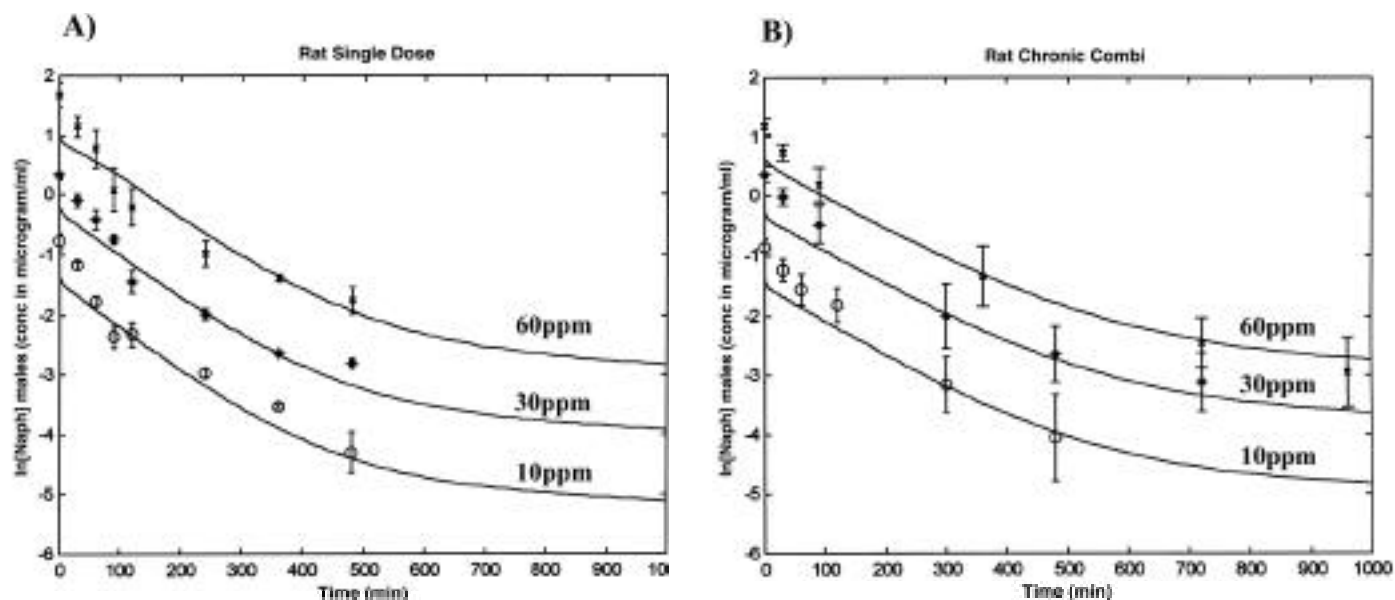 A)
Rat Single Dose
ln[Naph] males (conc in microgram/ml)
2
1
0
-1
-2
-3
-4
-5
-6
60ppm
30ppm
10ppm
0 100 200 300 400 500 600 700 800 900 100
Time (min)
B)
Rat Chronic Combi
ln[Naph] males (conc in microgram/ml)
2
1
0
-1
-2
-3
-4
-5
-6
60ppm
30ppm
10ppm
0 100 200 300 400 500 600 700 800 900 1000
Time (min)